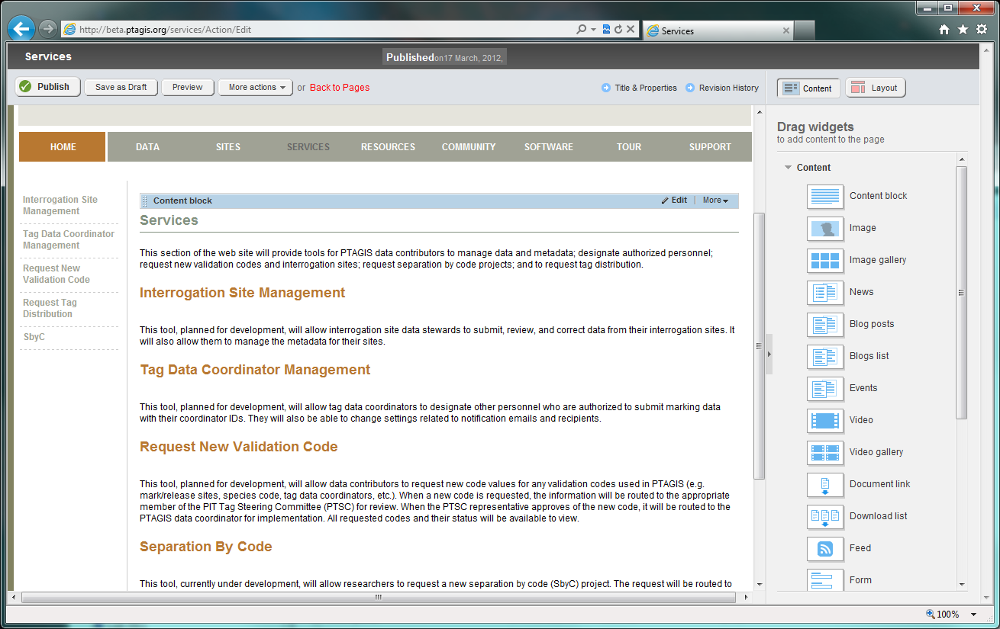 http://beta.ptagis.org/services/Action/Edit
Services
Services
Published on 17 March, 2012,
Publish
Save as Draft
Preview
More actions
or Back to Pages
Title & Properties
Revision History
Content
Layout
HOME
DATA
SITES
SERVICES
RESOURCES
COMMUNITY
SOFTWARE
TOUR
SUPPORT
Interrogation Site
Management
Tag Data Coordinator
Management
Request New
Validation Code
Request Tag
Distribution
SbyC
Content block
Edit
More
Services
This section of the web site will provide tools for PTAGIS data contributors to manage data and metadata; designate authorized personnel;
request new validation codes and interrogation sites; request separation by code projects; and to request tag distribution.
Interrogation Site Management
This tool, planned for development, will allow interrogation site data stewards to submit, review, and correct data from their interrogation sites. It
will also allow them to manage the metadata for their sites.
Tag Data Coordinator Management
This tool, planned for development, will allow tag data coordinators to designate other personnel who are authorized to submit marking data
with their coordinator IDs. They will also be able to change settings related to notification emails and recipients.
Request New Validation Code
This tool, planned for development, will allow data contributors to request new code values for any validation codes used in PTAGIS (e.g.
mark/release sites, species code, tag data coordinators, etc.). When a new code is requested, the information will be routed to the appropriate
member of the PIT Tag Steering Committee (PTSC) for review. When the PTSC representative approves of the new code, it will be routed to the
PTAGIS data coordinator for implementation. All requested codes and their status will be available to view.
Separation By Code
This tool, currently under development, will allow researchers to request a new separation by code (SbyC) project. The request will be routed to
Drag widgets
to add content to the page
Content
Content block
Image
Image gallery
News
Blog posts
Blogs list
Events
Video
Video gallery
Document link
Download list
Feed
Form
100%